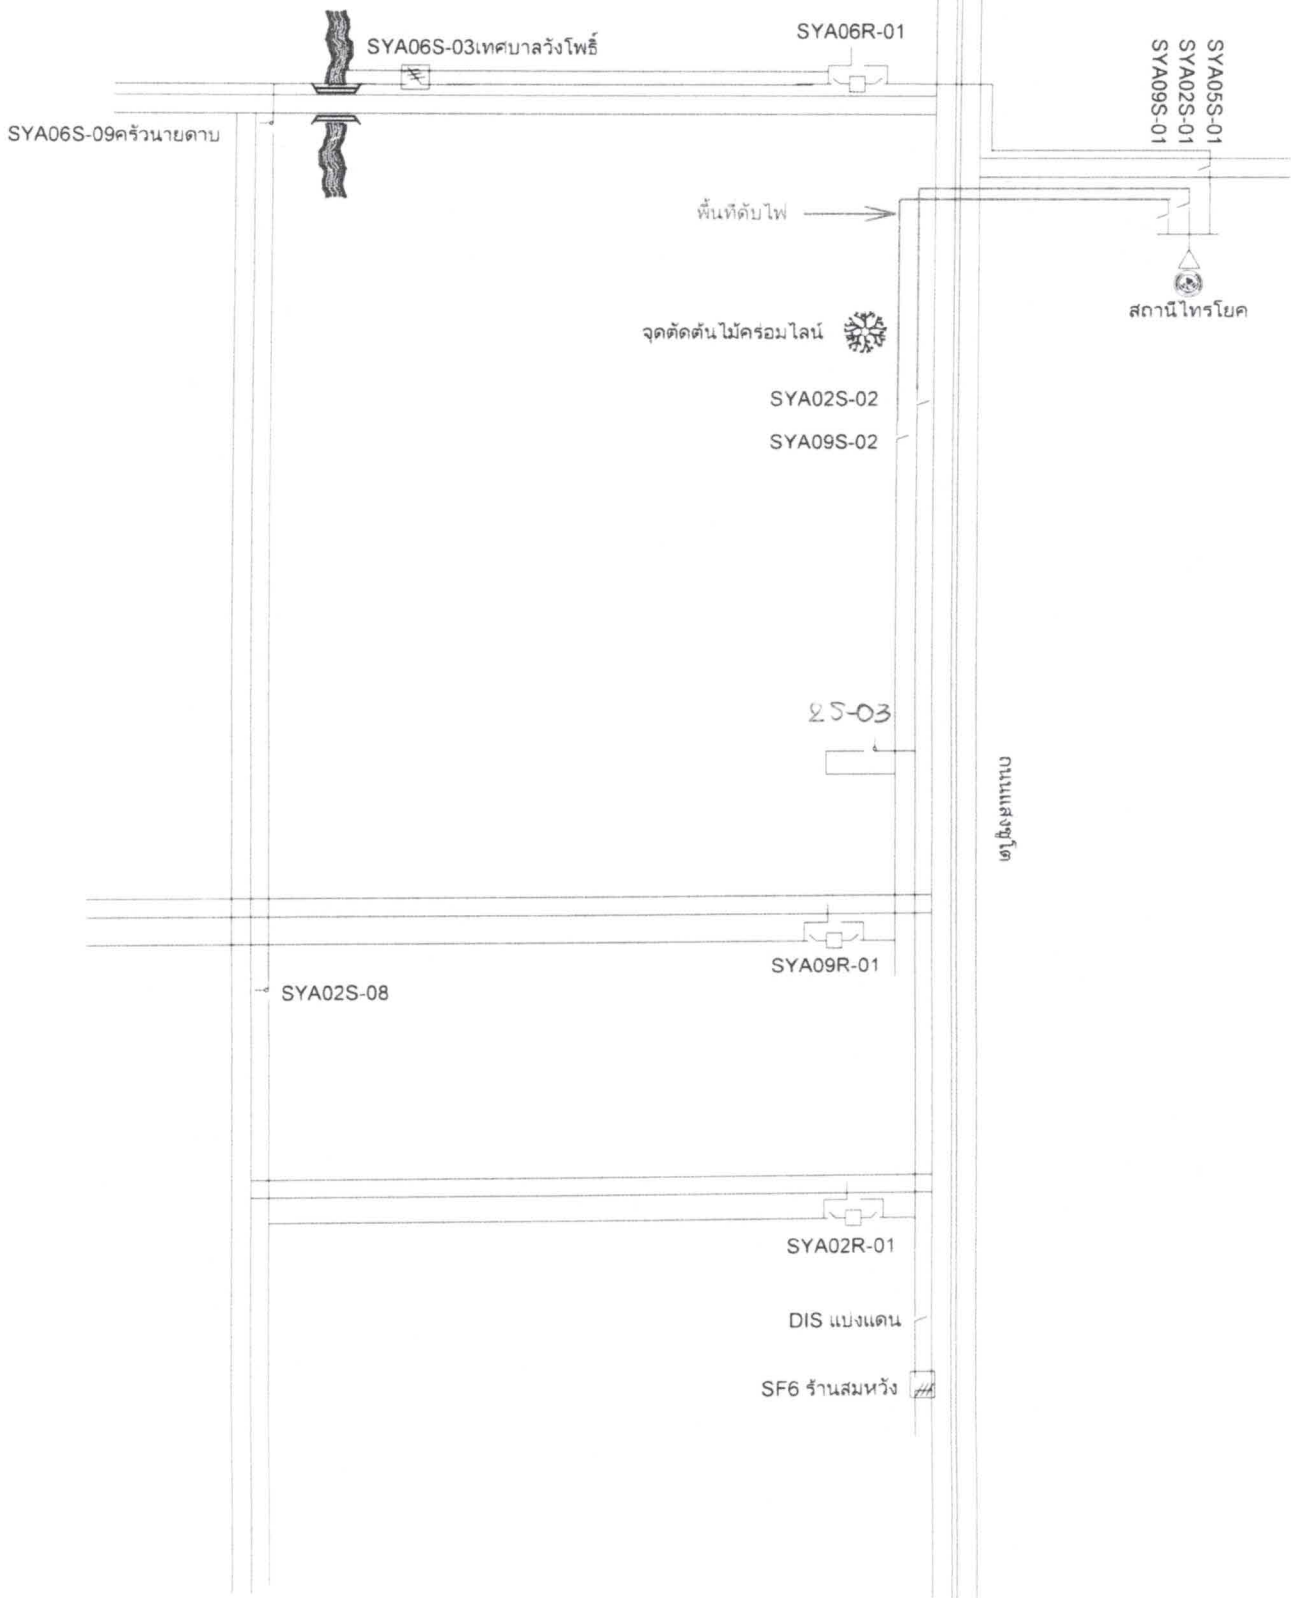 SYA06S-03เทศบาลวังโพธิ์
SYA06R-01
SYA05S-01
SYA02S-01
SYA09S-01
SYA06S-09ครัวนายดาบ
พื้นที่ดับไฟ
สถานีไทรโยค
จุดตัดต้นไม้คร่อมไลน์
SYA02S-02
SYA09S-02
2S-03
ถนนแสงชูโต
SYA09R-01
SYA02S-08
SYA02R-01
DIS แบ่งแดน
SF6 ร้านสมหวัง